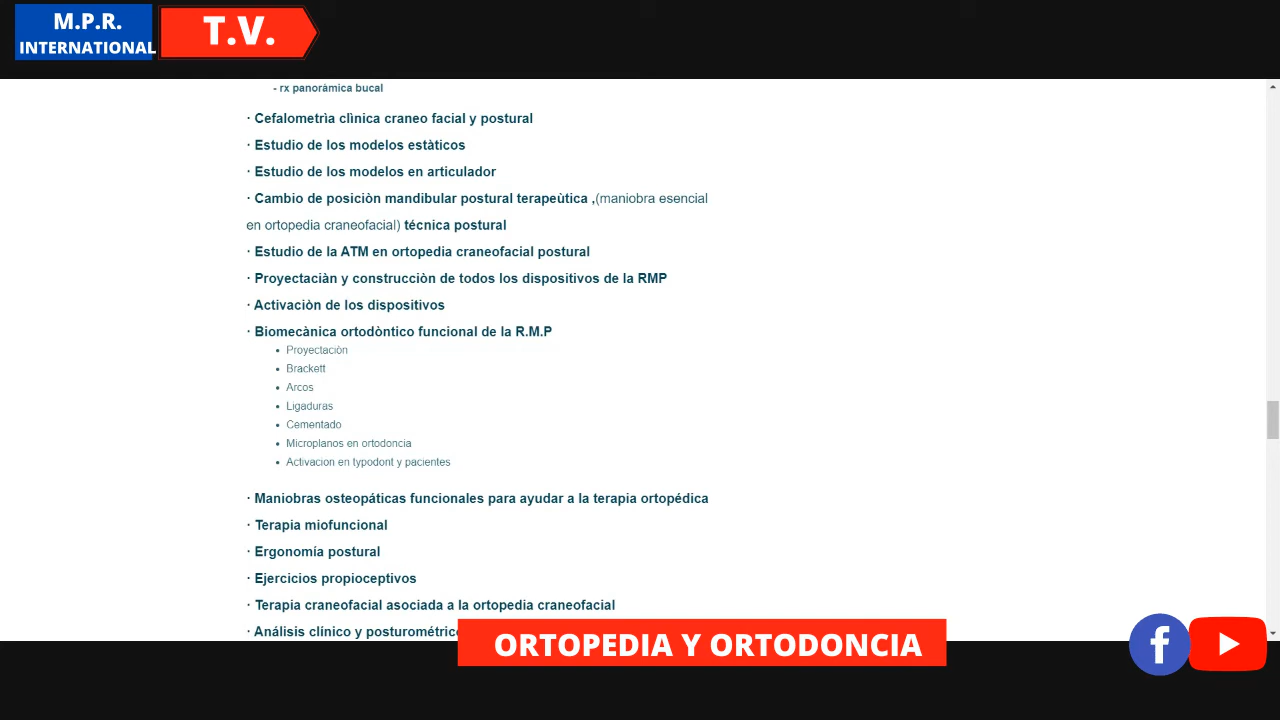 M.P.R.
INTERNATIONAL
T.V.
- rx panoràmica bucal
· Cefalometrìa clìnica craneo facial y postural
· Estudio de los modelos estàticos
· Estudio de los modelos en articulador
· Cambio de posiciòn mandibular postural terapeùtica ,(maniobra esencial
en ortopedia craneofacial) técnica postural
· Estudio de la ATM en ortopedia craneofacial postural
· Proyectaciàn y construcciòn de todos los dispositivos de la RMP
· Activaciòn de los dispositivos
· Biomecànica ortodòntico funcional de la R.M.P
• Proyectaciòn
• Brackett
• Arcos
• Ligaduras
• Cementado
• Microplanos en ortodoncia
• Activacion en typodont y pacientes
· Maniobras osteopáticas funcionales para ayudar a la terapia ortopédica
· Terapia miofuncional
· Ergonomía postural
· Ejercicios propioceptivos
· Terapia craneofacial asociada a la ortopedia craneofacial
· Análisis clínico y posturométric
ORTOPEDIA Y ORTODONCIA